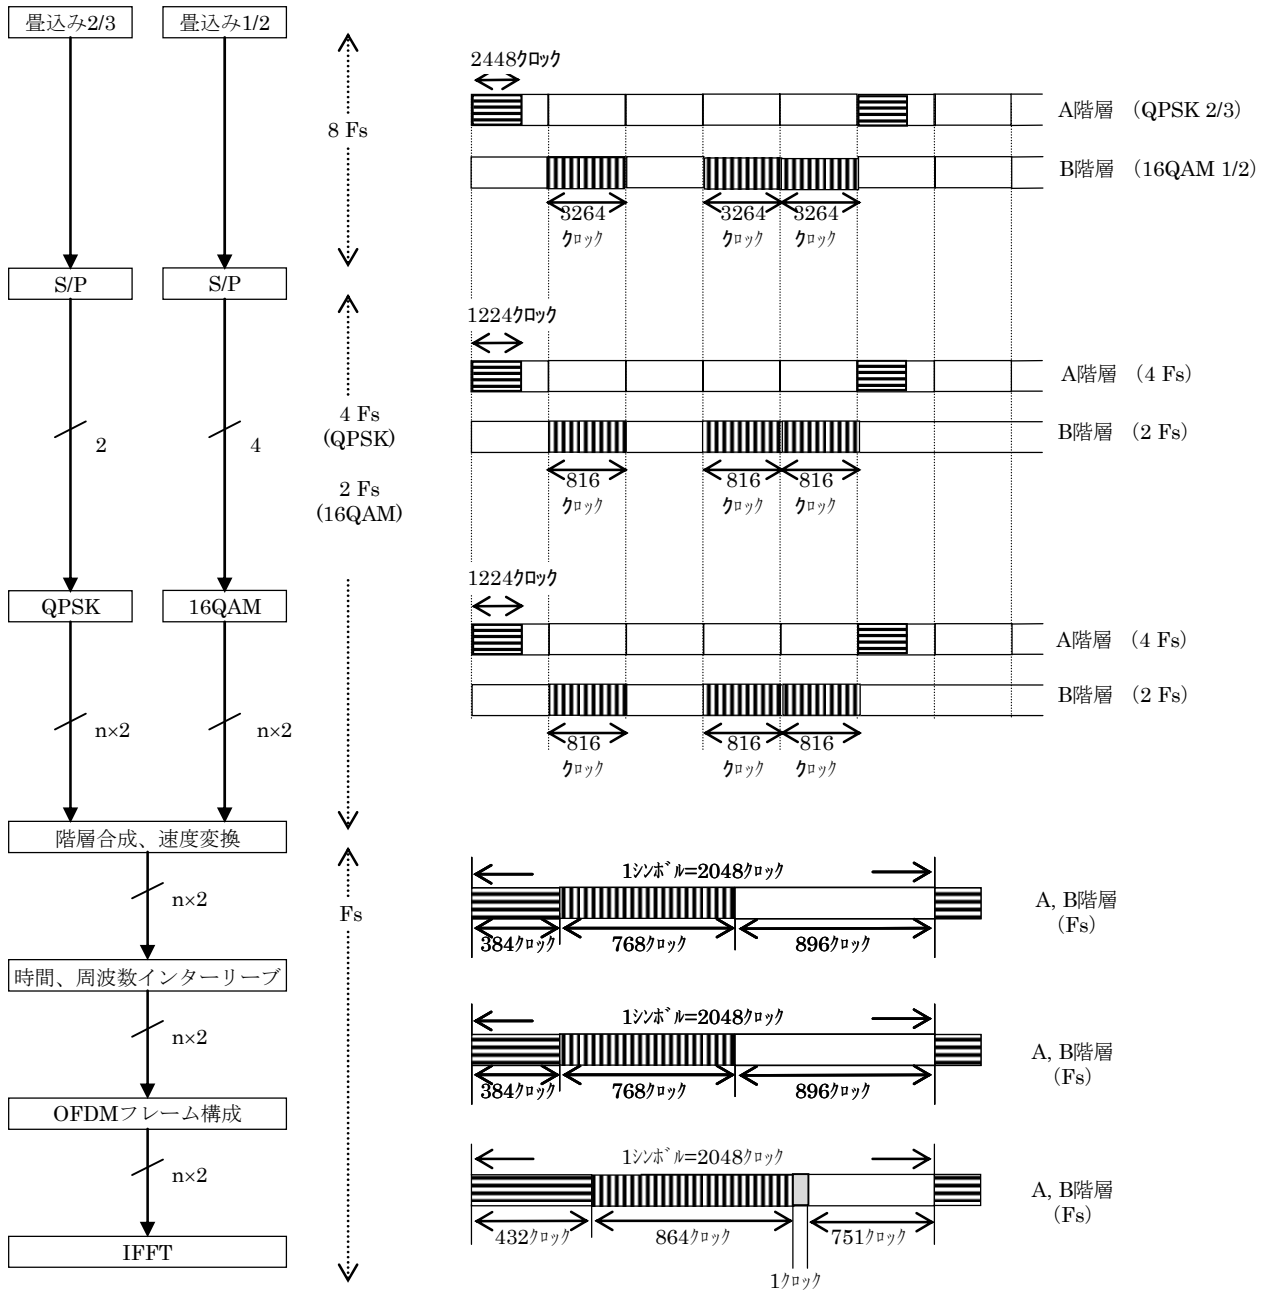 畳込み2/3
畳込み1/2
8 Fs
2448クロック
A階層 （QPSK 2/3）
B階層 （16QAM 1/2）
3264
クロック
3264
クロック
3264
クロック
S/P
S/P
2
4
4 Fs
(QPSK)
2 Fs
(16QAM)
1224クロック
A階層 （4 Fs）
B階層 （2 Fs）
816
クロック
816
クロック
816
クロック
QPSK
16QAM
n×2
n×2
1224クロック
A階層 （4 Fs）
B階層 （2 Fs）
816
クロック
816
クロック
816
クロック
階層合成、速度変換
n×2
Fs
1シンボル=2048クロック
384クロック
768クロック
896クロック
A, B階層
（Fs）
時間、周波数インターリーブ
n×2
1シンボル=2048クロック
384クロック
768クロック
896クロック
A, B階層
（Fs）
OFDMフレーム構成
n×2
1シンボル=2048クロック
432クロック
864クロック
751クロック
1クロック
A, B階層
（Fs）
IFFT